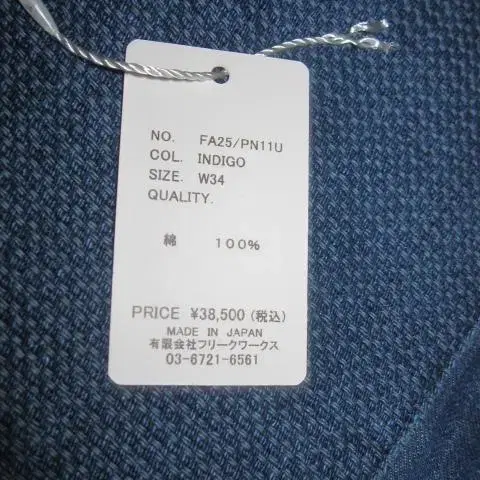 NO. FA25/PN11U
COL. INDIGO
SIZE. W34
QUALITY.
綿 100%
PRICE ¥38,500(税込)
MADE IN JAPAN
有限会社フリークワークス
03-6721-6561